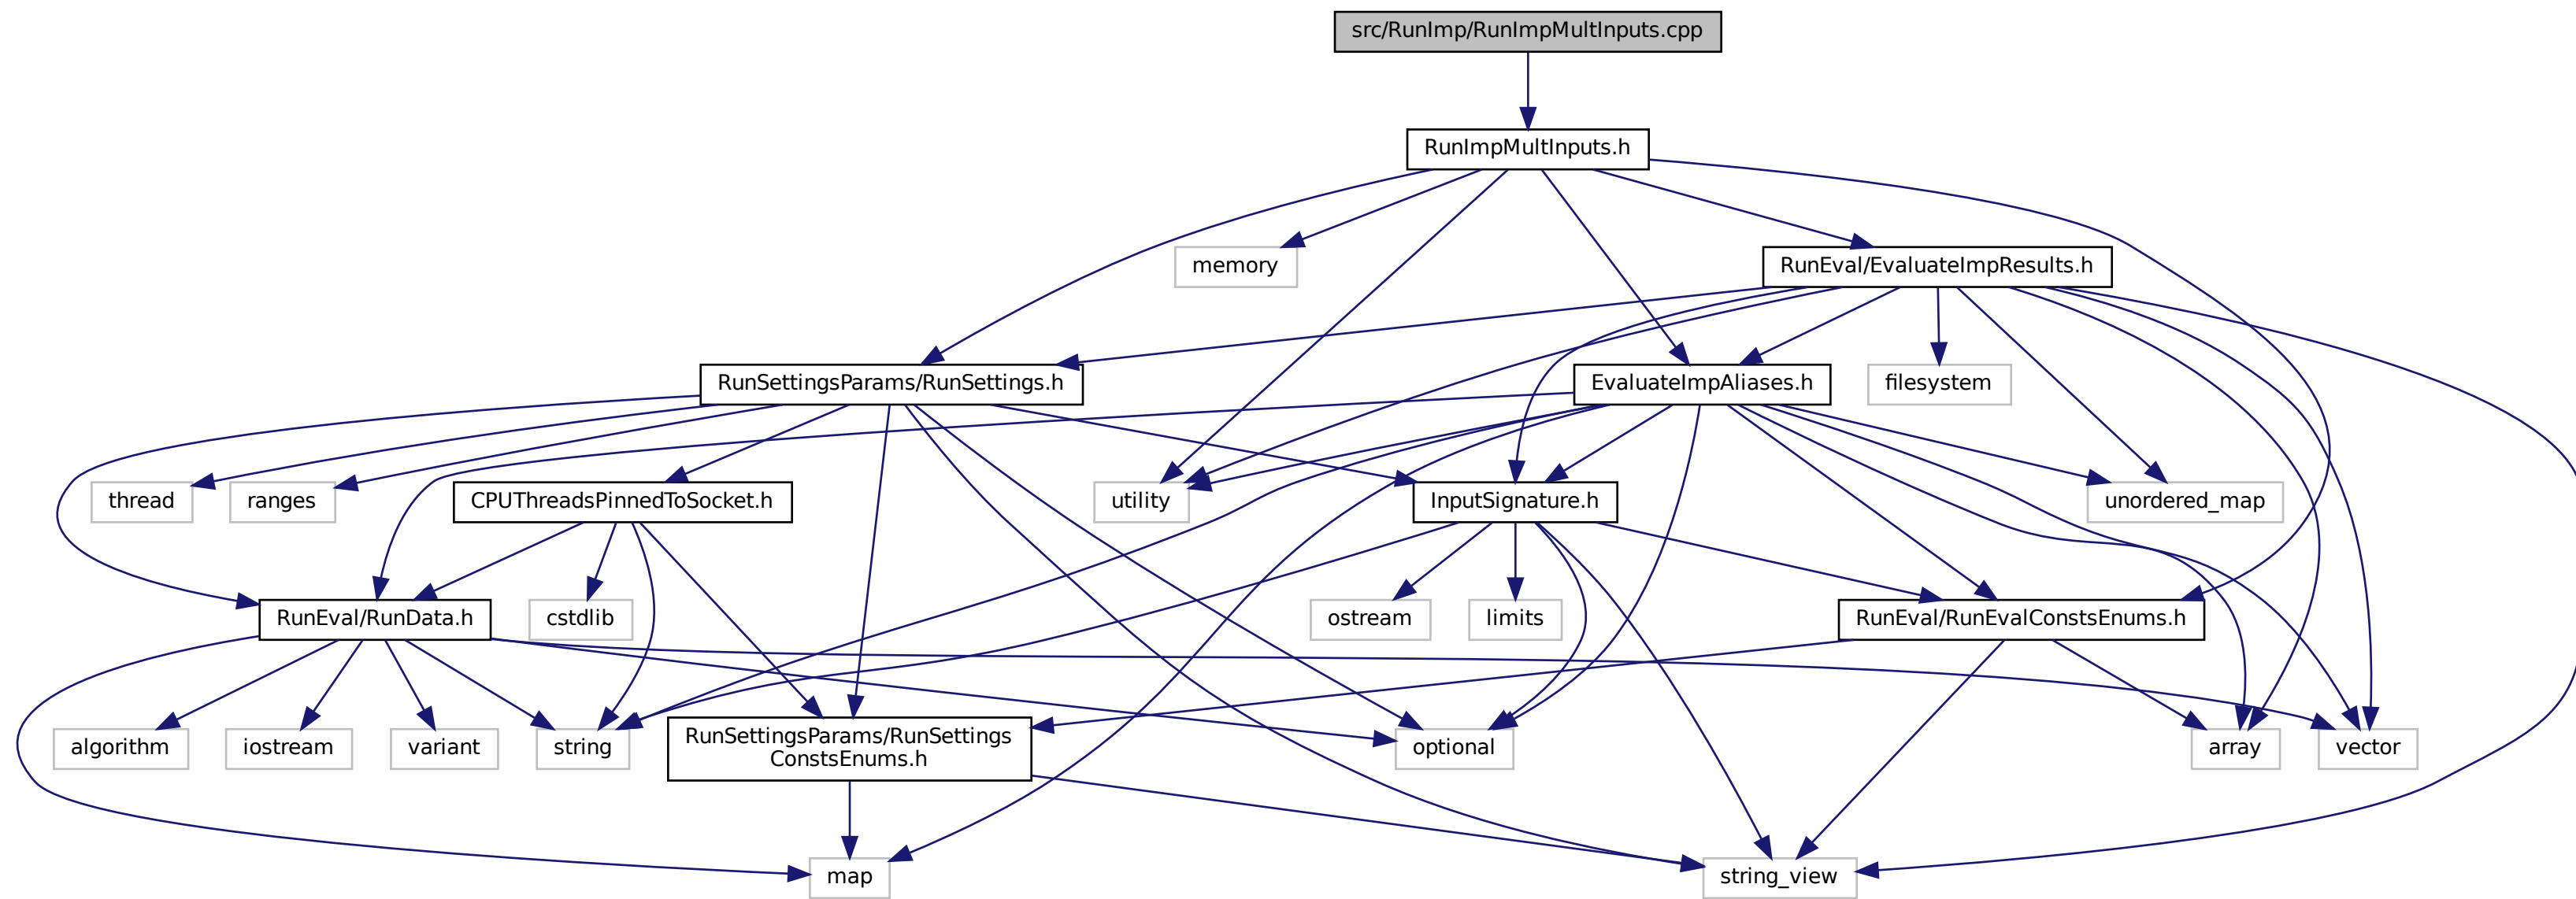 src/RunImp/RunImpMultInputs.cpp
RunImpMultInputs.h
memory
RunEval/EvaluateImpResults.h
RunSettingsParams/RunSettings.h
EvaluateImpAliases.h
filesystem
thread
ranges
CPUThreadsPinnedToSocket.h
utility
InputSignature.h
unordered_map
RunEval/RunData.h
cstdlib
ostream
limits
RunEval/RunEvalConstsEnums.h
algorithm
iostream
variant
string
RunSettingsParams/RunSettings
ConstsEnums.h
optional
array
vector
map
string_view